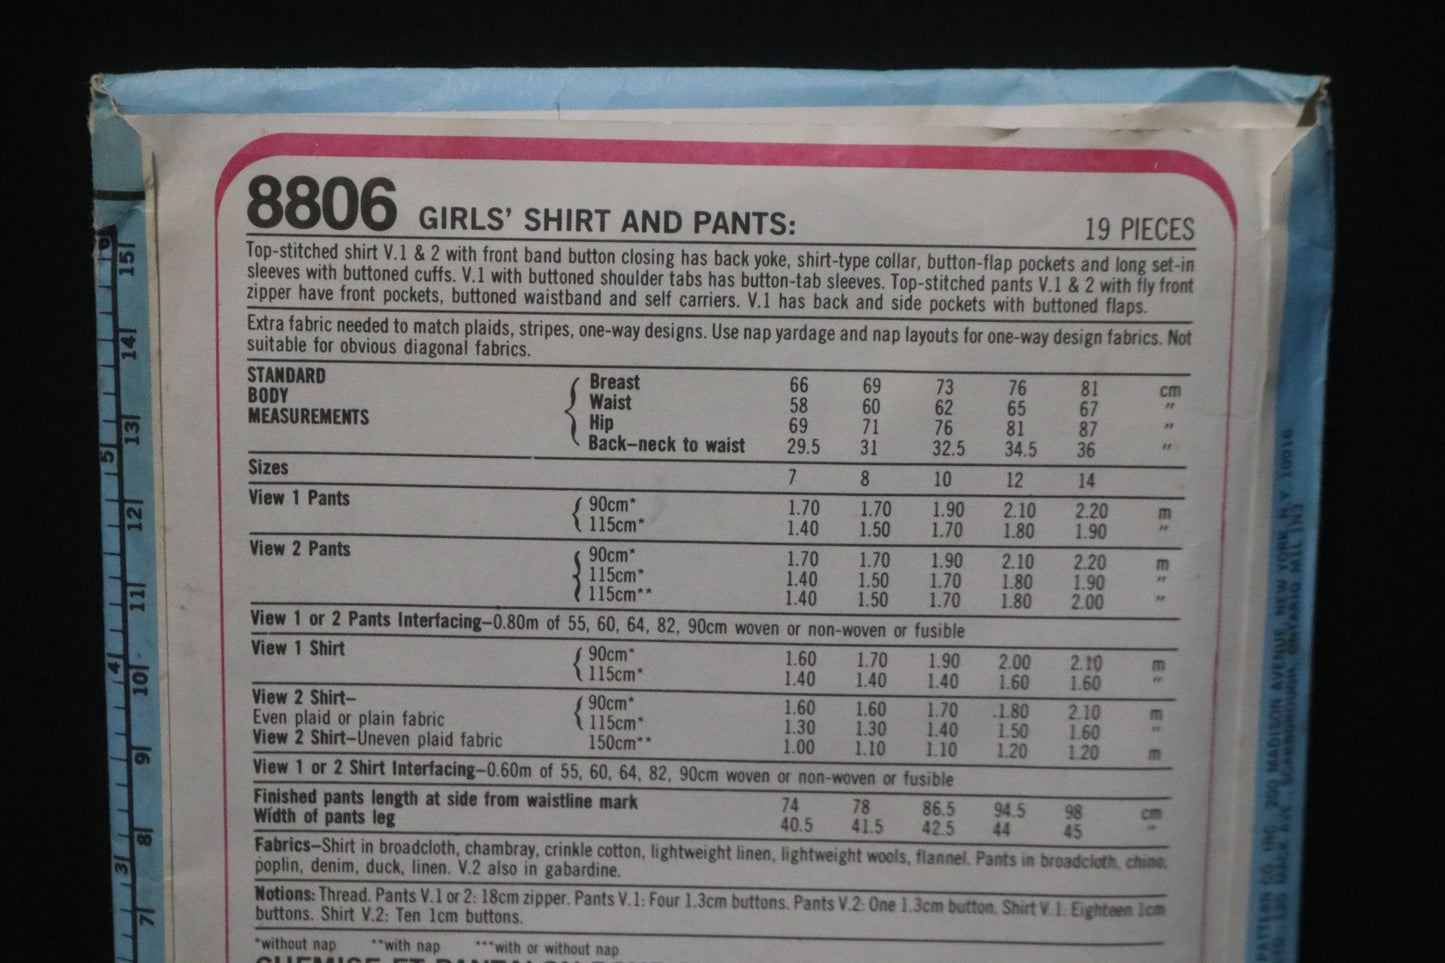 8806 GIRLS' SHIRT AND PANTS: 19 PIECES
Top-stitched shirt V.1 & 2 with front band button closing has back yoke, shirt-type collar, button-flap pockets and long set-in
sleeves with buttoned cuffs. V.1 with buttoned shoulder tabs has button-tab sleeves. Top-stitched pants V.1 & 2 with fly front
zipper have front pockets, buttoned waistband and self carriers. V.1 has back and side pockets with buttoned flaps.
Extra fabric needed to match plaids, stripes, one-way designs. Use nap yardage and nap layouts for one-way design fabrics. Not
suitable for obvious diagonal fabrics.
STANDARD Breast 66 69 73 76 81 cm
BODY Waist 58 60 62 65 67 "
MEASUREMENTS Hip 69 71 76 81 87 "
Back-neck to waist 29.5 31 32.5 34.5 36 "
Sizes 7 8 10 12 14
View 1 Pants 90cm* 1.70 1.70 1.90 2.10 2.20 m
115cm* 1.40 1.50 1.70 1.80 1.90 "
View 2 Pants 90cm* 1.70 1.70 1.90 2.10 2.20 m
115cm* 1.40 1.50 1.70 1.80 1.90 "
115cm** 1.40 1.50 1.70 1.80 2.00 "
View 1 or 2 Pants Interfacing—0.80m of 55, 60, 64, 82, 90cm woven or non-woven or fusible
View 1 Shirt 90cm* 1.60 1.70 1.90 2.00 2.10 m
115cm* 1.40 1.40 1.40 1.60 1.60 "
View 2 Shirt— 90cm* 1.60 1.60 1.70 1.80 2.10 m
Even plaid or plain fabric 115cm* 1.30 1.30 1.40 1.50 1.60 "
View 2 Shirt—Uneven plaid fabric 150cm** 1.00 1.10 1.10 1.20 1.20 m
View 1 or 2 Shirt Interfacing—0.60m of 55, 60, 64, 82, 90cm woven or non-woven or fusible
Finished pants length at side from waistline mark 74 78 86.5 94.5 98 cm
Width of pants leg 40.5 41.5 42.5 44 45 "
Fabrics—Shirt in broadcloth, chambray, crinkle cotton, lightweight linen, lightweight wools, flannel. Pants in broadcloth, chino,
poplin, denim, duck, linen. V.2 also in gabardine.
Notions: Thread. Pants V.1 or 2: 18cm zipper. Pants V.1: Four 1.3cm buttons. Pants V.2: One 1.3cm button. Shirt V.1: Eighteen 1cm
buttons. Shirt V.2: Ten 1cm buttons.
*without nap **with nap ***with or without nap
6 5 4 3
15 14 13 12 11 10 9 8 7
PATTERN CO. INC. 200 MADISON AVENUE, NEW YORK, N.Y. 10016
SCARBOROUGH, ONTARIO M1L 1N3